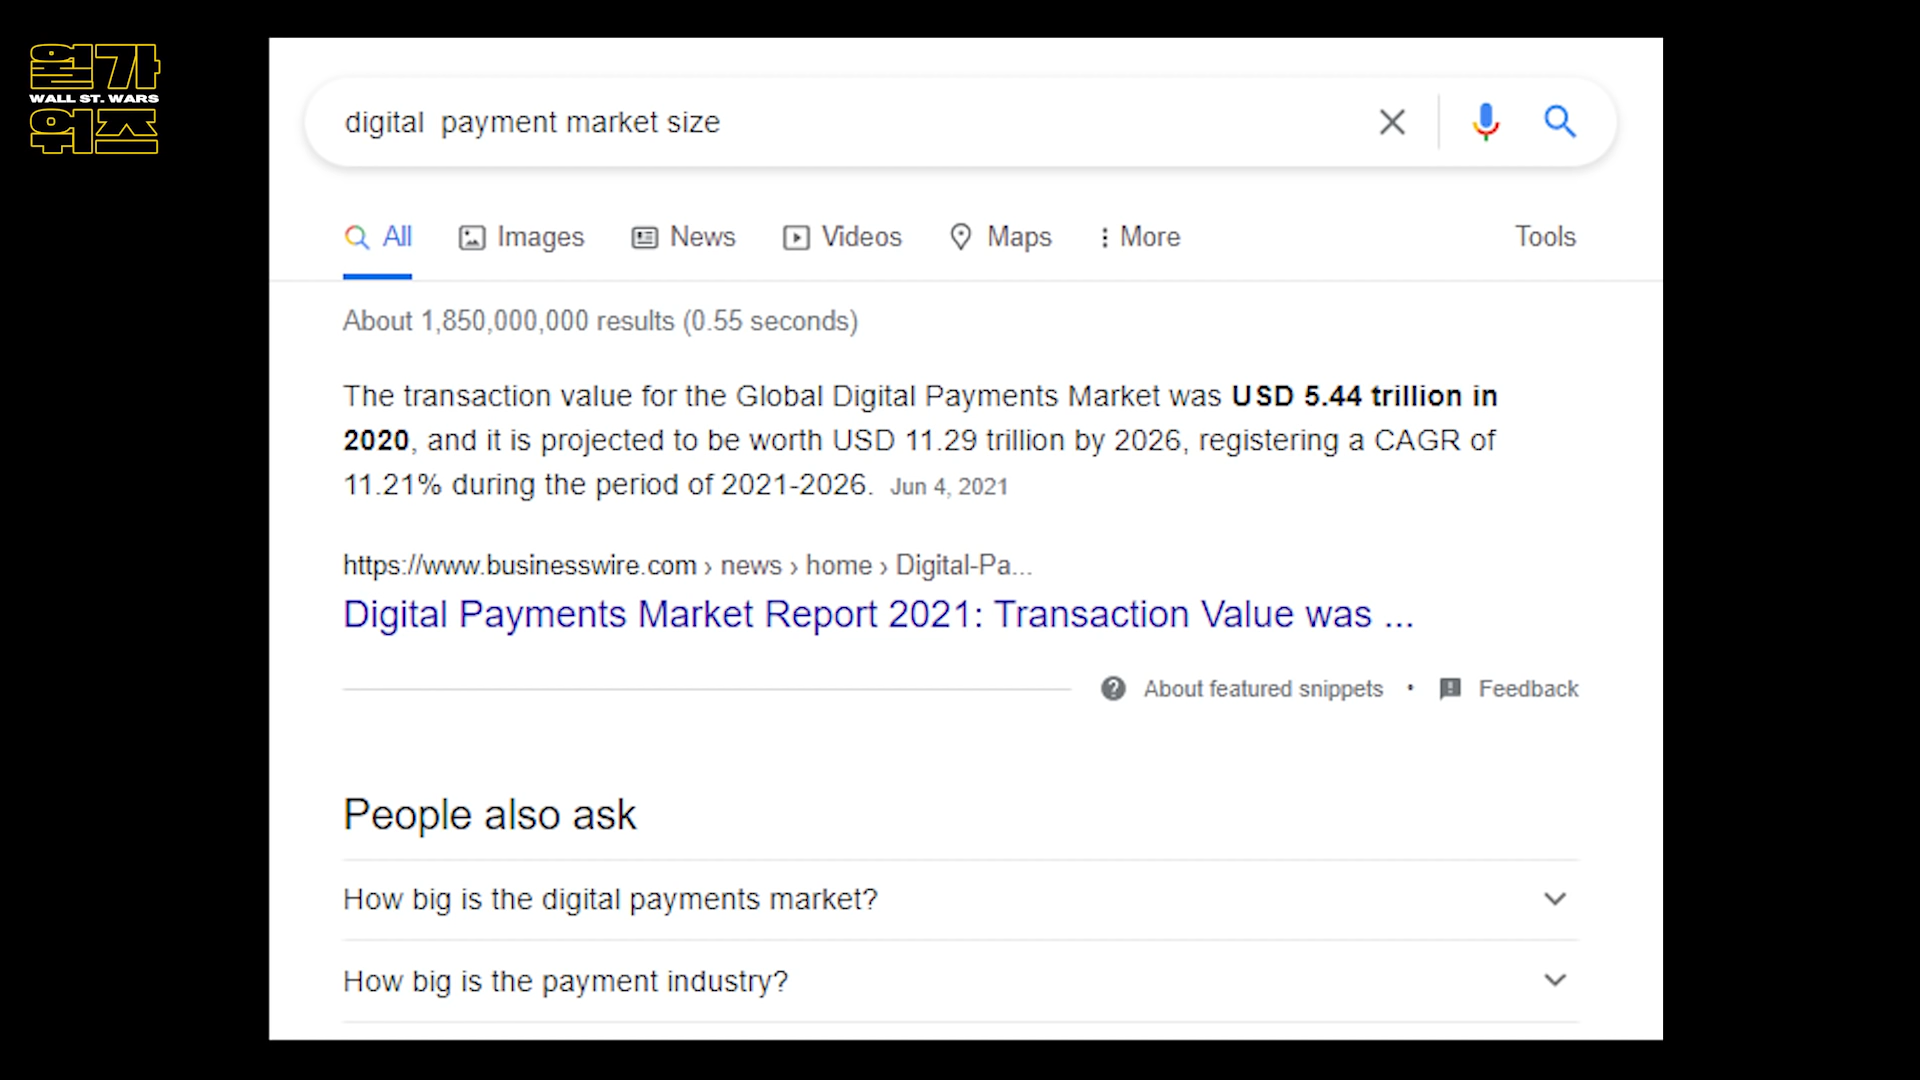 월가
WALL ST. WARS
워즈
digital  payment market size
All
Images
News
Videos
Maps
More
Tools
About 1,850,000,000 results (0.55 seconds)
The transaction value for the Global Digital Payments Market was USD 5.44 trillion in
2020, and it is projected to be worth USD 11.29 trillion by 2026, registering a CAGR of
11.21% during the period of 2021-2026. Jun 4, 2021
https://www.businesswire.com › news › home › Digital-Pa...
Digital Payments Market Report 2021: Transaction Value was ...
About featured snippets • Feedback
People also ask
How big is the digital payments market?
How big is the payment industry?